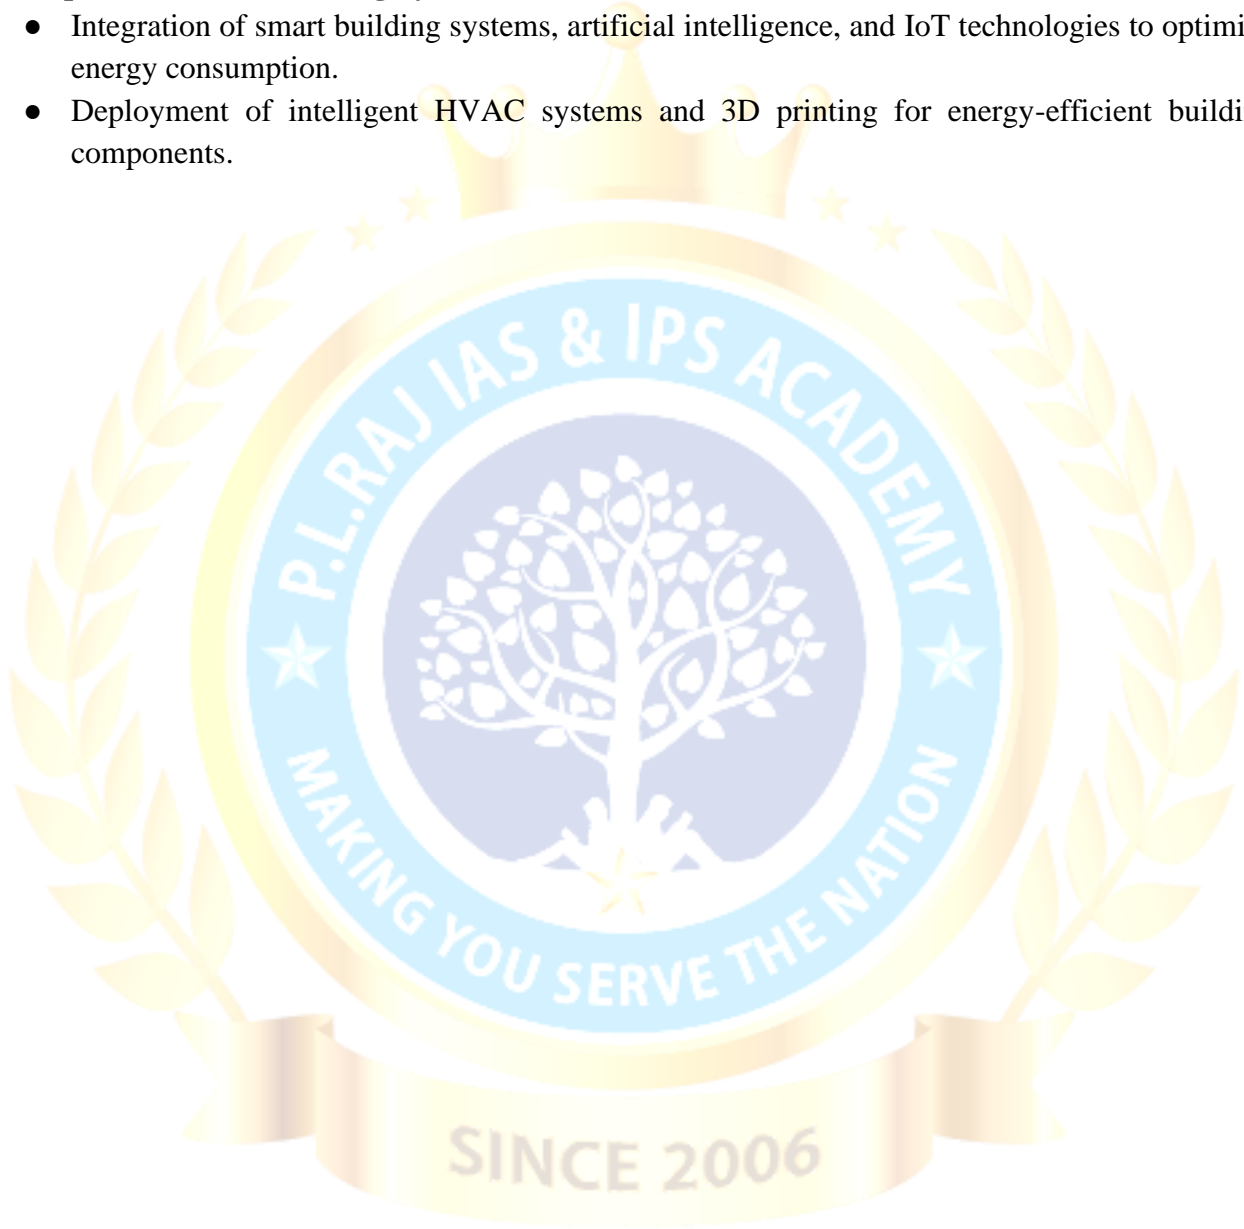 ● Integration of smart building systems, artificial intelligence, and IoT technologies to optimi
energy consumption.
● Deployment of intelligent HVAC systems and 3D printing for energy-efficient buildi
components.
P.L.RAJ IAS & IPS ACADEMY
MAKING YOU SERVE THE NATION
SINCE 2006